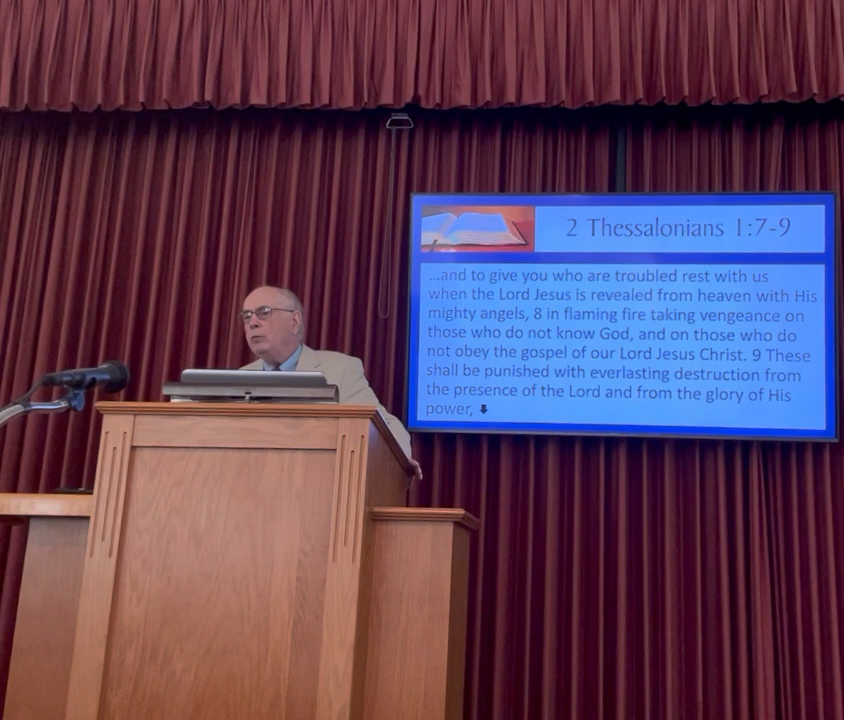 2 Thessalonians 1:7-9
...and to give you who are troubled rest with us
when the Lord Jesus is revealed from heaven with His
mighty angels, 8 in flaming fire taking vengeance on
those who do not know God, and on those who do
not obey the gospel of our Lord Jesus Christ. 9 These
shall be punished with everlasting destruction from
the presence of the Lord and from the glory of His
power,